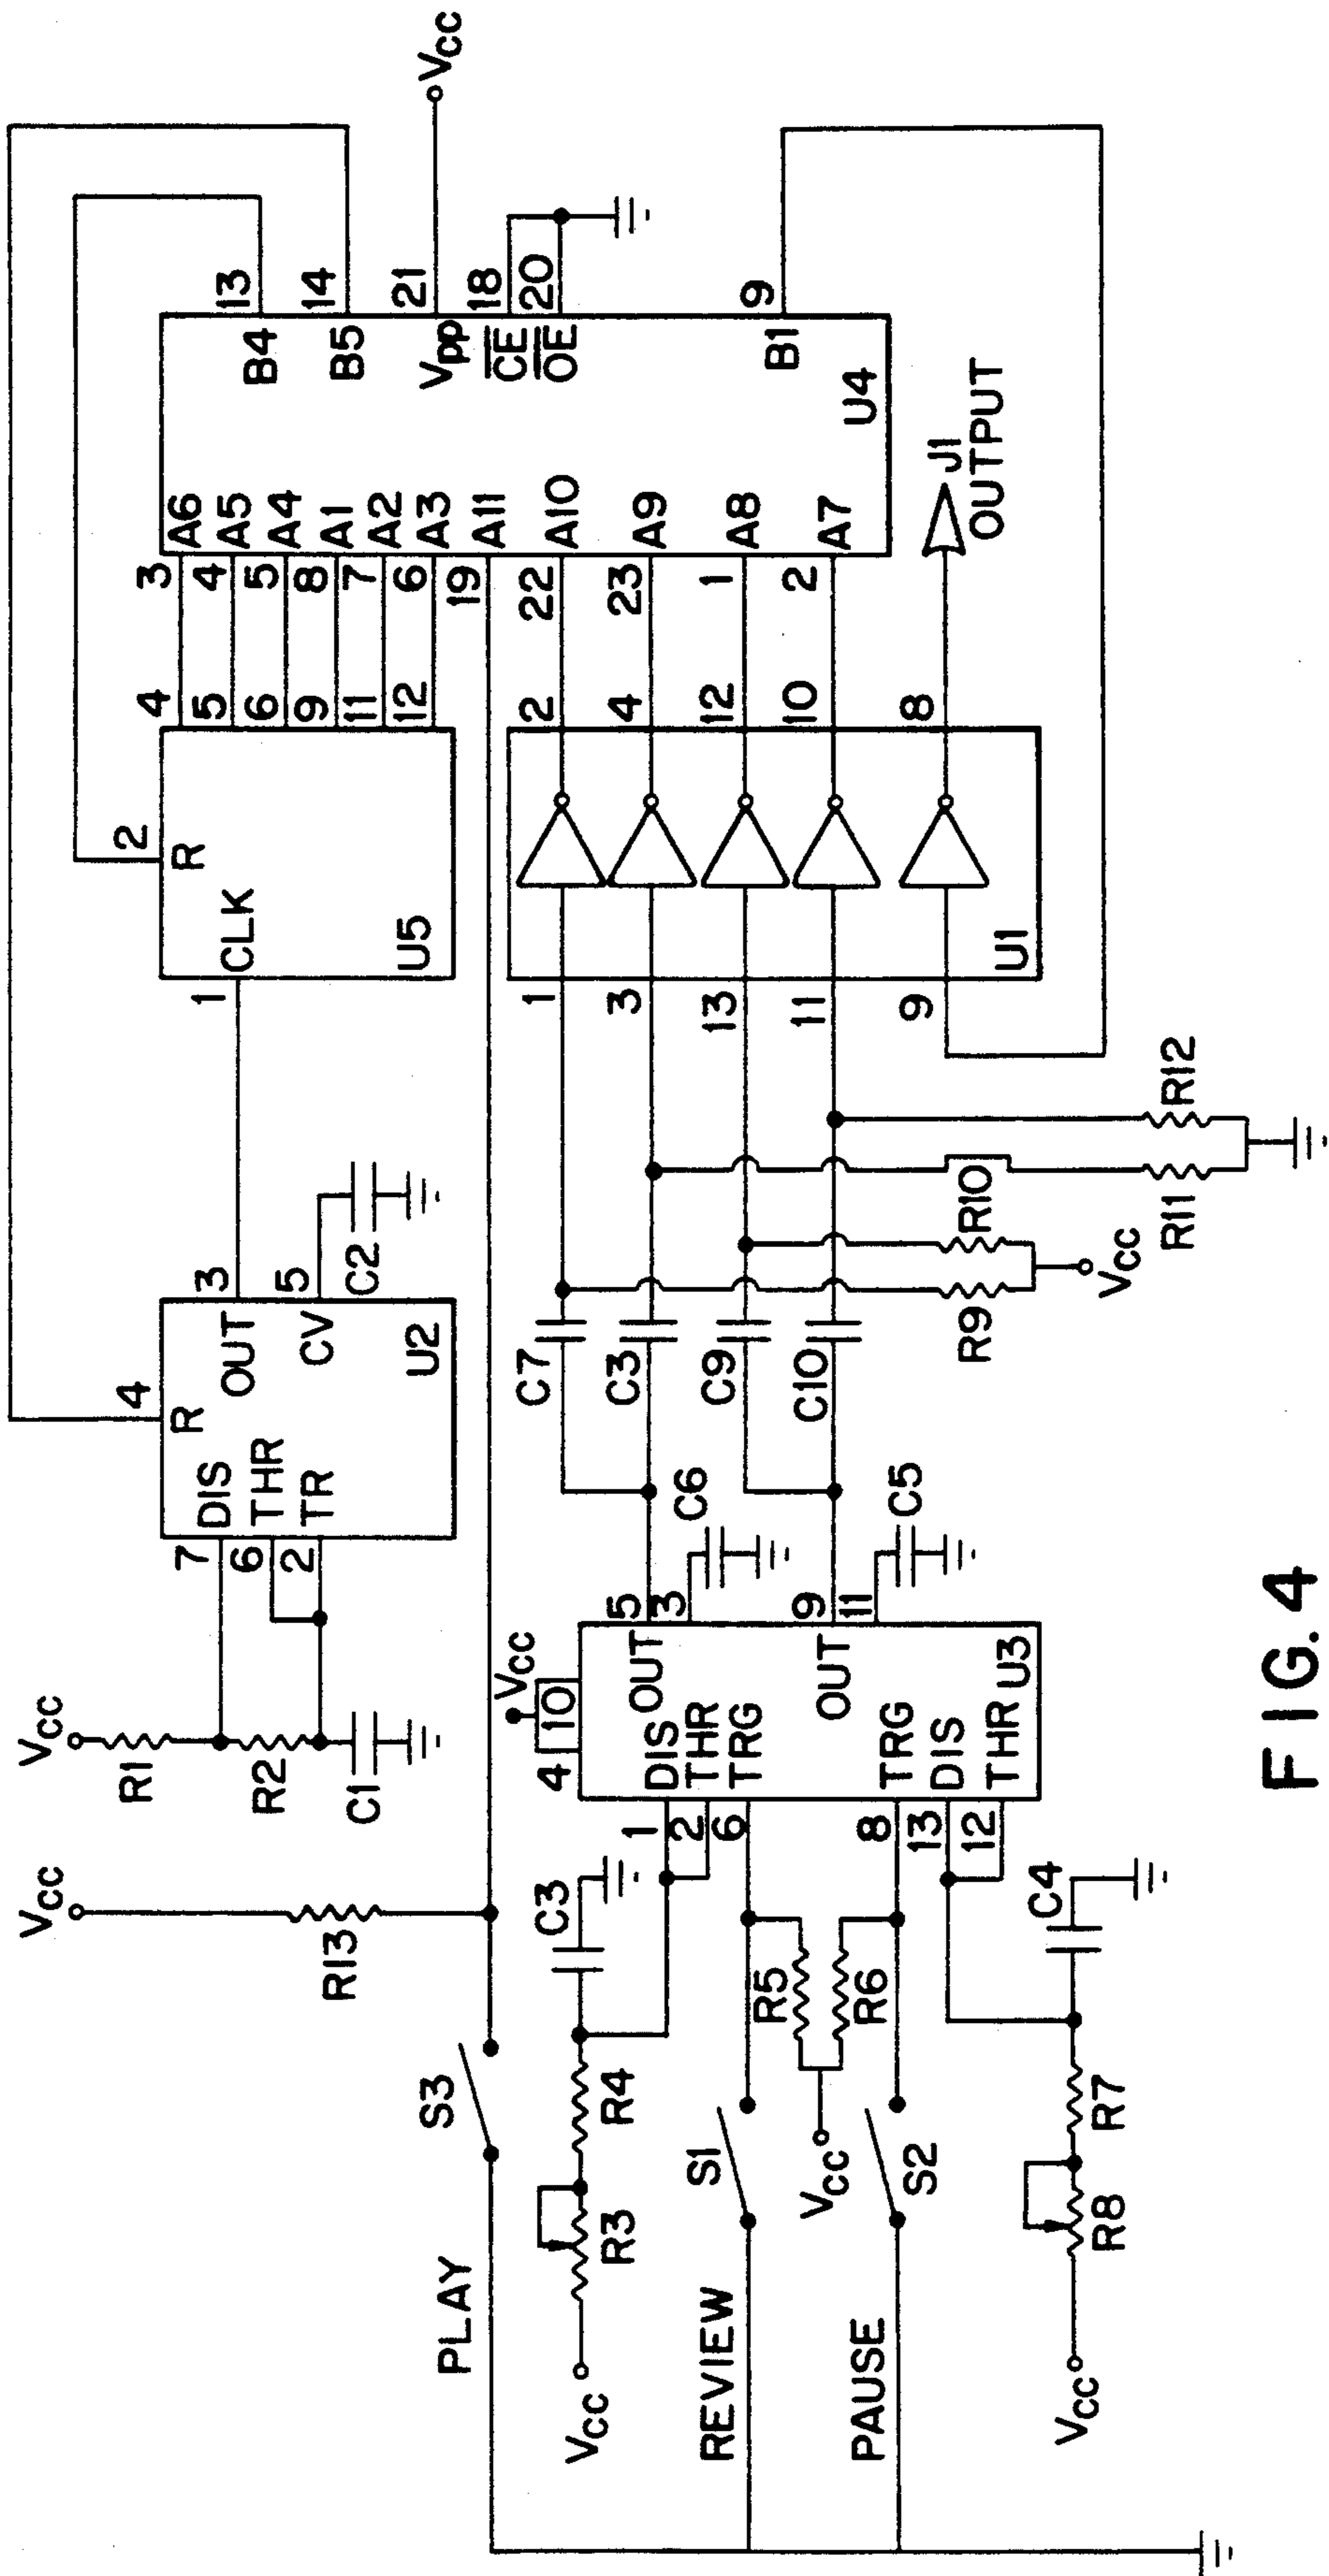 Vcc
R13
Vcc
R1
R2
C1
7 DIS
6 THR
2 TR
4 R
OUT 3
CV 5
U2
C2
1 CLK
R 2
U5
4 3 A6
5 4 A5
6 5 A4
9 8 A1
11 7 A2
12 6 A3
19 A11
22 A10
23 A9
1 A8
2 A7
B4 13
B5 14
Vpp 21
CE 18
OE 20
B1 9
U4
Vcc
PLAY
S3
Vcc
R3
R4
C3
REVIEW
S1
R5
Vcc
R6
PAUSE
S2
Vcc
R8
R7
C4
Vcc
4 10
1 DIS
2 THR
6 TRG
8 TRG
13 DIS
12 THR
OUT 5
3
OUT 9
11
U3
C6
C5
C7
C3
C9
C10
R9
R10
Vcc
R11
R12
1 2
3 4
13 12
11 10
9 8
U1
J1
OUTPUT
FIG. 4